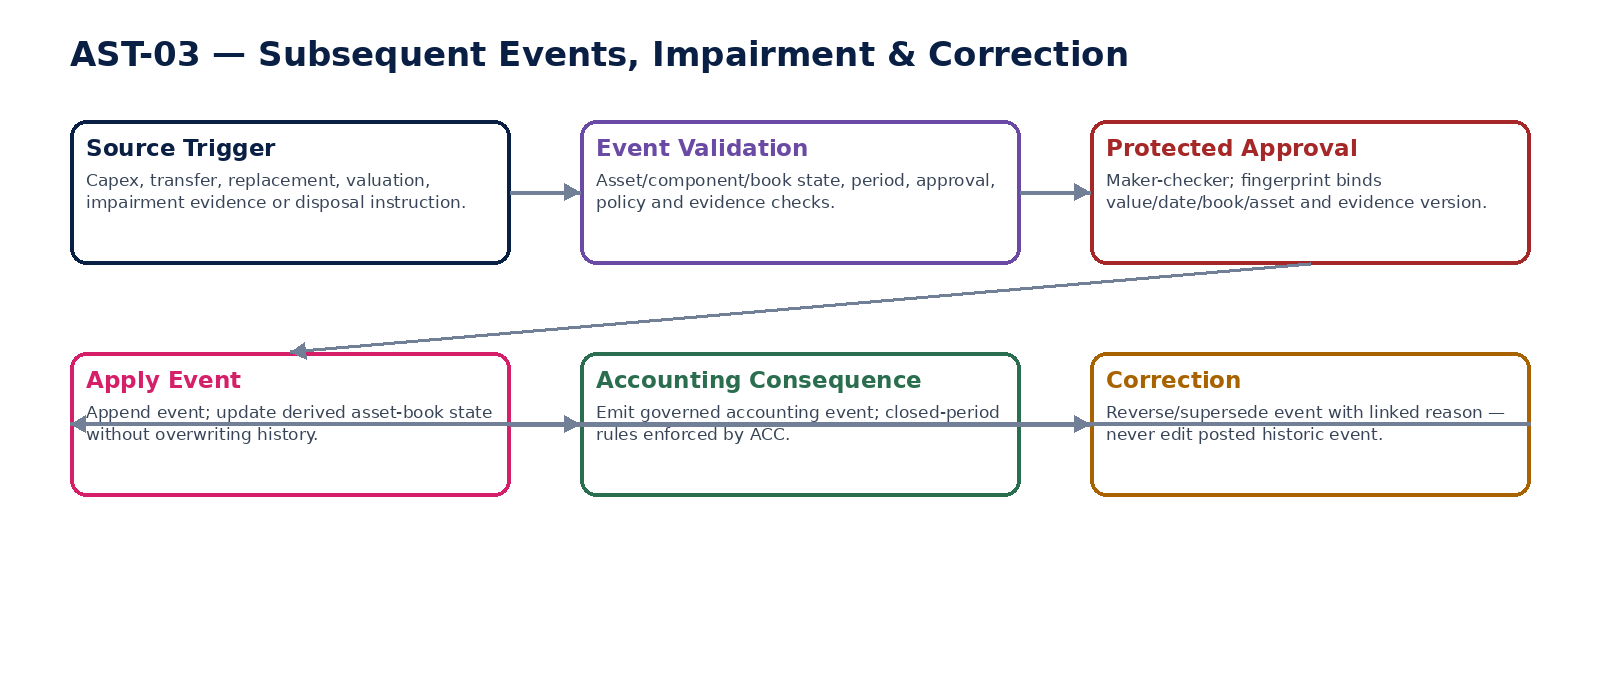 AST-03 — Subsequent Events, Impairment & Correction
Source Trigger
Capex, transfer, replacement, valuation,
impairment evidence or disposal instruction.
Event Validation
Asset/component/book state, period, approval,
policy and evidence checks.
Protected Approval
Maker-checker; fingerprint binds
value/date/book/asset and evidence version.
Apply Event
Append event; update derived asset-book state
without overwriting history.
Accounting Consequence
Emit governed accounting event; closed-period
rules enforced by ACC.
Correction
Reverse/supersede event with linked reason —
never edit posted historic event.